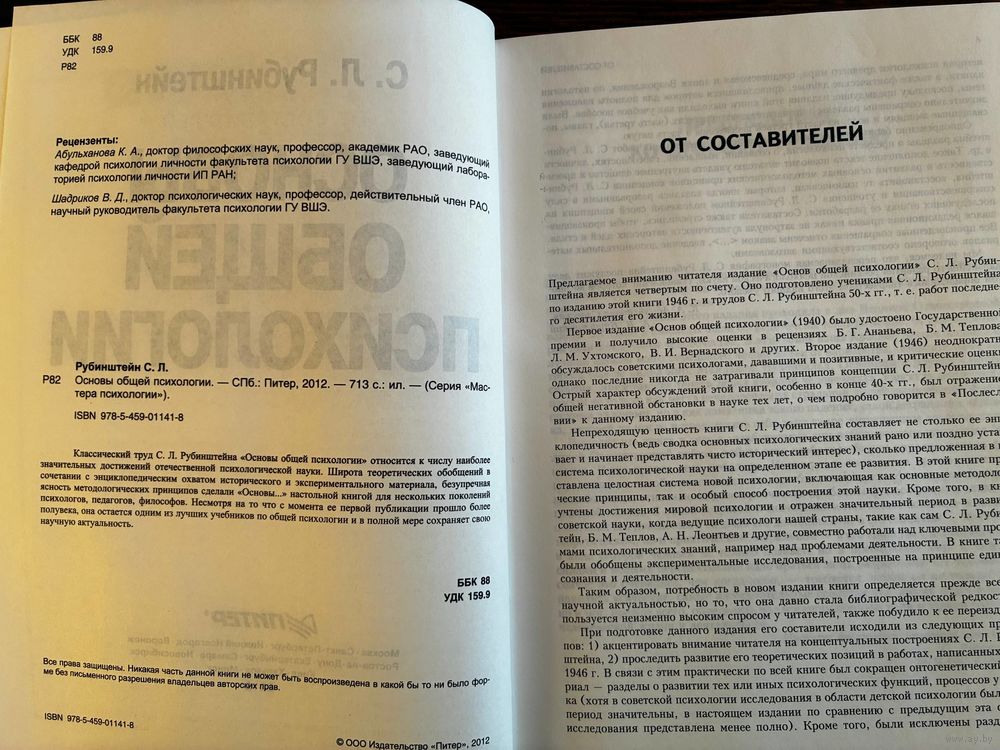 ББК 88
УДК 159.9
Р82
Рецензенты:
Абульханова К. А., доктор философских наук, профессор, академик РАО, заведующий
кафедрой психологии личности факультета психологии ГУ ВШЭ, заведующий лабора-
торией психологии личности ИП РАН;
Шадриков В. Д., доктор психологических наук, профессор, действительный член РАО,
научный руководитель факультета психологии ГУ ВШЭ.
Рубинштейн С. Л.
Р82 Основы общей психологии. — СПб.: Питер, 2012. — 713 с.: ил. — (Серия «Мас-
тера психологии»).
ISBN 978-5-459-01141-8
Классический труд С. Л. Рубинштейна «Основы общей психологии» относится к числу наиболее
значительных достижений отечественной психологической науки. Широта теоретических обобщений в
сочетании с энциклопедическим охватом исторического и экспериментального материала, безупречная
ясность методологических принципов сделали «Основы...» настольной книгой для нескольких поколений
психологов, педагогов, философов. Несмотря на то что с момента ее первой публикации прошло более
полувека, она остается одним из лучших учебников по общей психологии и в полной мере сохраняет свою
научную актуальность.
ББК 88
УДК 159.9
Все права защищены. Никакая часть данной книги не может быть воспроизведена в какой бы то ни было фор-
ме без письменного разрешения владельцев авторских прав.
ISBN 978-5-459-01141-8
© ООО Издательство «Питер», 2012
ОТ СОСТАВИТЕЛЕЙ
Предлагаемое вниманию читателя издание «Основ общей психологии» С. Л. Рубин-
штейна является четвертым по счету. Оно подготовлено учениками С. Л. Рубинштейна
по изданию этой книги 1946 г. и трудов С. Л. Рубинштейна 50-х гг., т. е. работ последне-
го десятилетия его жизни.
Первое издание «Основ общей психологии» (1940) было удостоено Государственной
премии и получило высокие оценки в рецензиях Б. Г. Ананьева, Б. М. Теплова,
Л. М. Ухтомского, В. И. Вернадского и других. Второе издание (1946) неоднократн
обсуждалось советскими психологами, дававшими и позитивные, и критические оценки
однако последние никогда не затрагивали принципов концепции С. Л. Рубинштейн
Острый характер обсуждений этой книги, особенно в конце 40-х гг., был отражени
общей негативной обстановки в науке тех лет, о чем подробно говорится в «Послесл
вии» к данному изданию.
Непреходящую ценность книги С. Л. Рубинштейна составляет не столько ее энц
клопедичность (ведь сводка основных психологических знаний рано или поздно уста
вает и начинает представлять чисто исторический интерес), сколько предложенная в н
система психологической науки на определенном этапе ее развития. В этой книге пр
ставлена целостная система новой психологии, включающая как основные методоло
ческие принципы, так и особый способ построения этой науки. Кроме того, в кн
учтены достижения мировой психологии и отражен значительный период в разви
советской науки, когда ведущие психологи нашей страны, такие как сам С. Л. Руби
тейн, Б. М. Теплов, А. Н. Леонтьев и другие, совместно работали над ключевыми про
мами психологических знаний, например над проблемами деятельности. В книге та
были обобщены экспериментальные исследования, построенные на принципе един
сознания и деятельности.
Таким образом, потребность в новом издании книги определяется прежде все
научной актуальностью, но то, что она давно стала библиографической редкост
пользуется неизменно высоким спросом у читателей, также побудило к ее переизд
При подготовке данного издания его составители исходили из следующих пр
пов: 1) акцентировать внимание читателя на концептуальных построениях С. Л. Р
штейна, 2) проследить развитие его теоретических позиций в работах, написанных
1946 г. В связи с этим практически по всей книге был сокращен онтогенетический
риал — разделы о развитии тех или иных психологических функций, процессов у
ка (хотя в советской психологии исследования в области детской психологии был
период значительны, в настоящем издании по сравнению с предыдущим эта о
исследования представлена менее полно). Кроме того, были исключены разд
www.ay.by